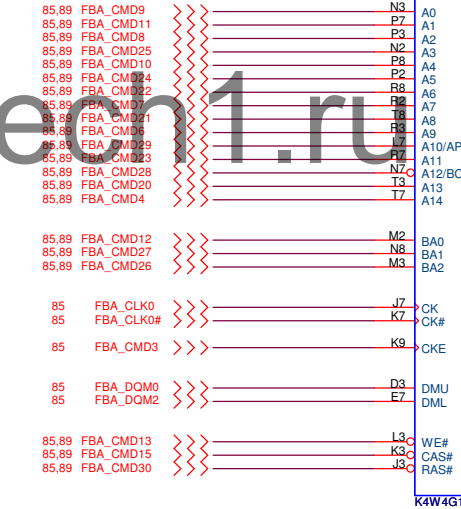 85,89 FBA_CMD9 N3 A0
85,89 FBA_CMD11 P7 A1
85,89 FBA_CMD8 P3 A2
85,89 FBA_CMD25 N2 A3
85,89 FBA_CMD10 P8 A4
85,89 FBA_CMD24 P2 A5
85,89 FBA_CMD22 R8 A6
85,89 FBA_CMD7 R2 A7
85,89 FBA_CMD21 T8 A8
85,89 FBA_CMD6 R3 A9
85,89 FBA_CMD29 L7 A10/AP
85,89 FBA_CMD23 R7 A11
85,89 FBA_CMD28 N7 A12/BC
85,89 FBA_CMD20 T3 A13
85,89 FBA_CMD4 T7 A14
ech1.ru
85,89 FBA_CMD12 M2 BA0
85,89 FBA_CMD27 N8 BA1
85,89 FBA_CMD26 M3 BA2
85 FBA_CLK0 J7 CK
85 FBA_CLK0# K7 CK#
85 FBA_CMD3 K9 CKE
85 FBA_DQM0 D3 DMU
85 FBA_DQM2 E7 DML
85,89 FBA_CMD13 L3 WE#
85,89 FBA_CMD15 K3 CAS#
85,89 FBA_CMD30 J3 RAS#
K4W4G1